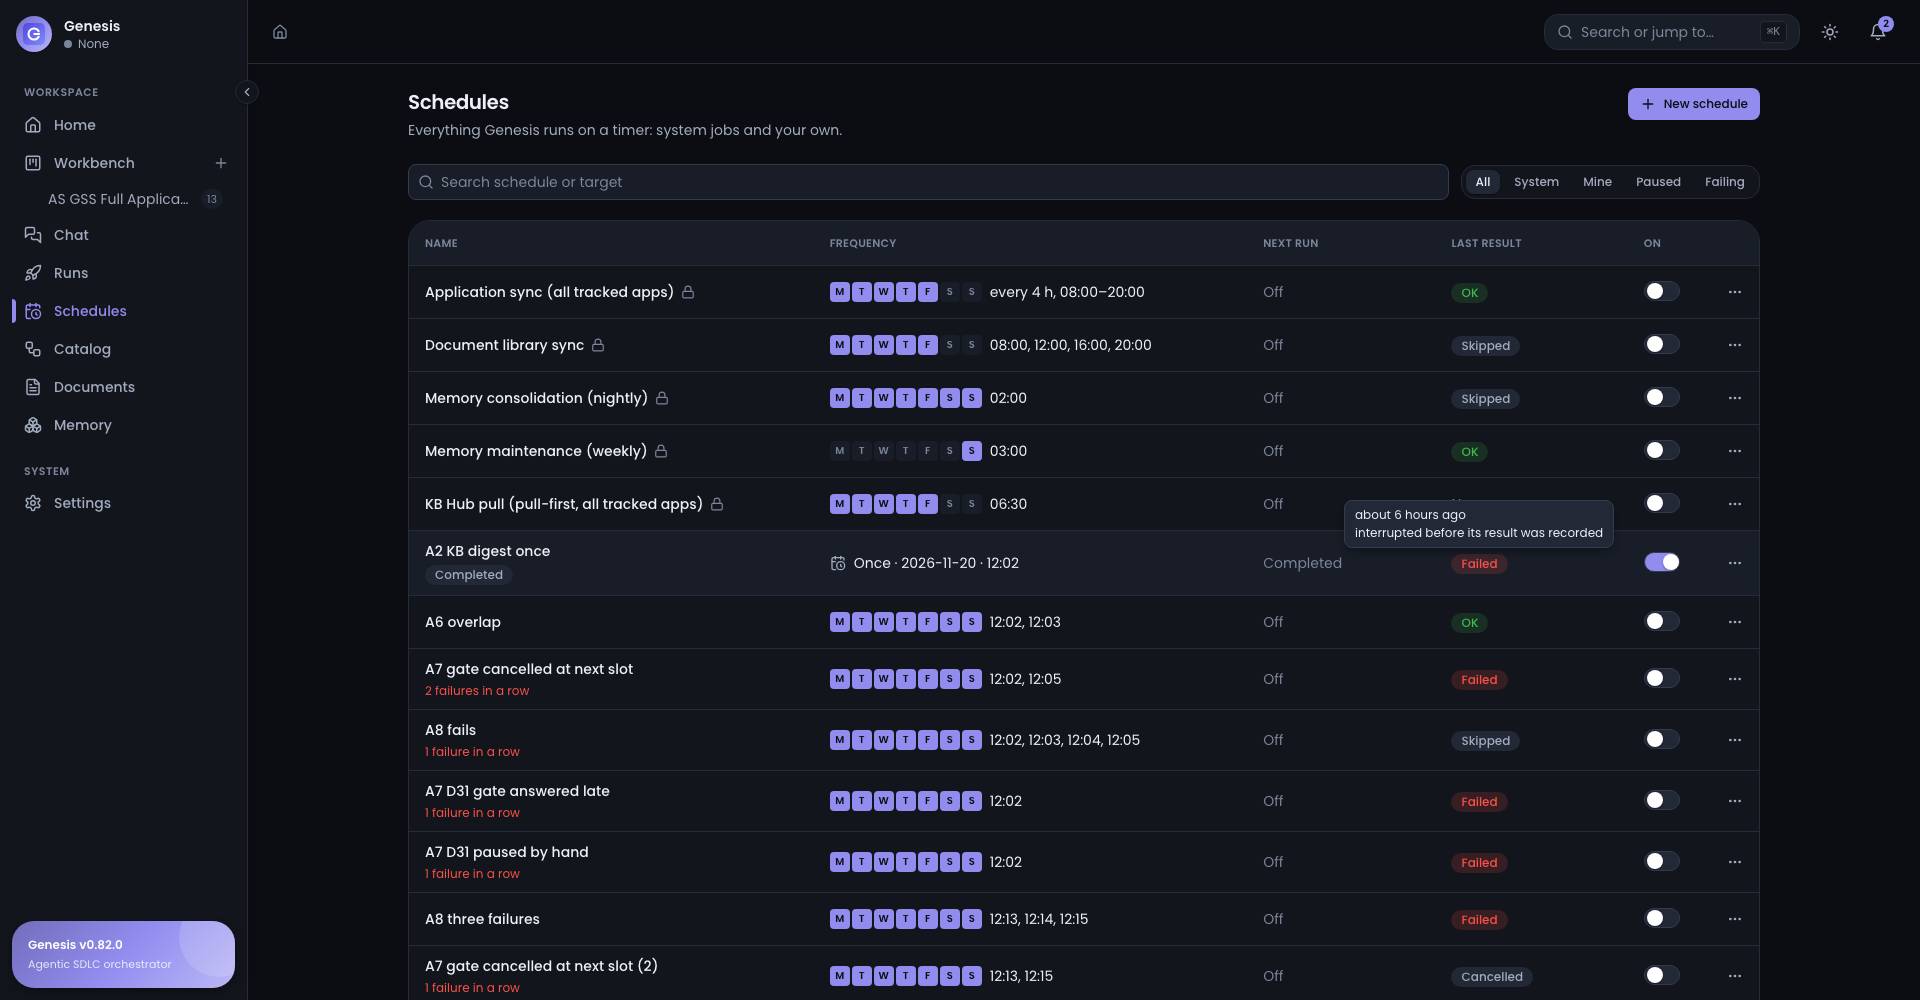 Genesis
None
WORKSPACE
Home
Workbench
AS GSS Full Applica... 13
Chat
Runs
Schedules
Catalog
Documents
Memory
SYSTEM
Settings
Genesis v0.82.0
Agentic SDLC orchestrator
Search or jump to... ⌘K
2
Schedules
Everything Genesis runs on a timer: system jobs and your own.
New schedule
Search schedule or target
All System Mine Paused Failing
NAME FREQUENCY NEXT RUN LAST RESULT ON
Application sync (all tracked apps) M T W T F S S every 4 h, 08:00–20:00 Off OK
Document library sync M T W T F S S 08:00, 12:00, 16:00, 20:00 Off Skipped
Memory consolidation (nightly) M T W T F S S 02:00 Off Skipped
Memory maintenance (weekly) M T W T F S S 03:00 Off OK
KB Hub pull (pull-first, all tracked apps) M T W T F S S 06:30 Off
about 6 hours ago
interrupted before its result was recorded
A2 KB digest once
Completed
Once · 2026-11-20 · 12:02 Completed Failed
A6 overlap M T W T F S S 12:02, 12:03 Off OK
A7 gate cancelled at next slot
2 failures in a row
M T W T F S S 12:02, 12:05 Off Failed
A8 fails
1 failure in a row
M T W T F S S 12:02, 12:03, 12:04, 12:05 Off Skipped
A7 D31 gate answered late
1 failure in a row
M T W T F S S 12:02 Off Failed
A7 D31 paused by hand
1 failure in a row
M T W T F S S 12:02 Off Failed
A8 three failures M T W T F S S 12:13, 12:14, 12:15 Off Failed
A7 gate cancelled at next slot (2)
1 failure in a row
M T W T F S S 12:13, 12:15 Off Cancelled